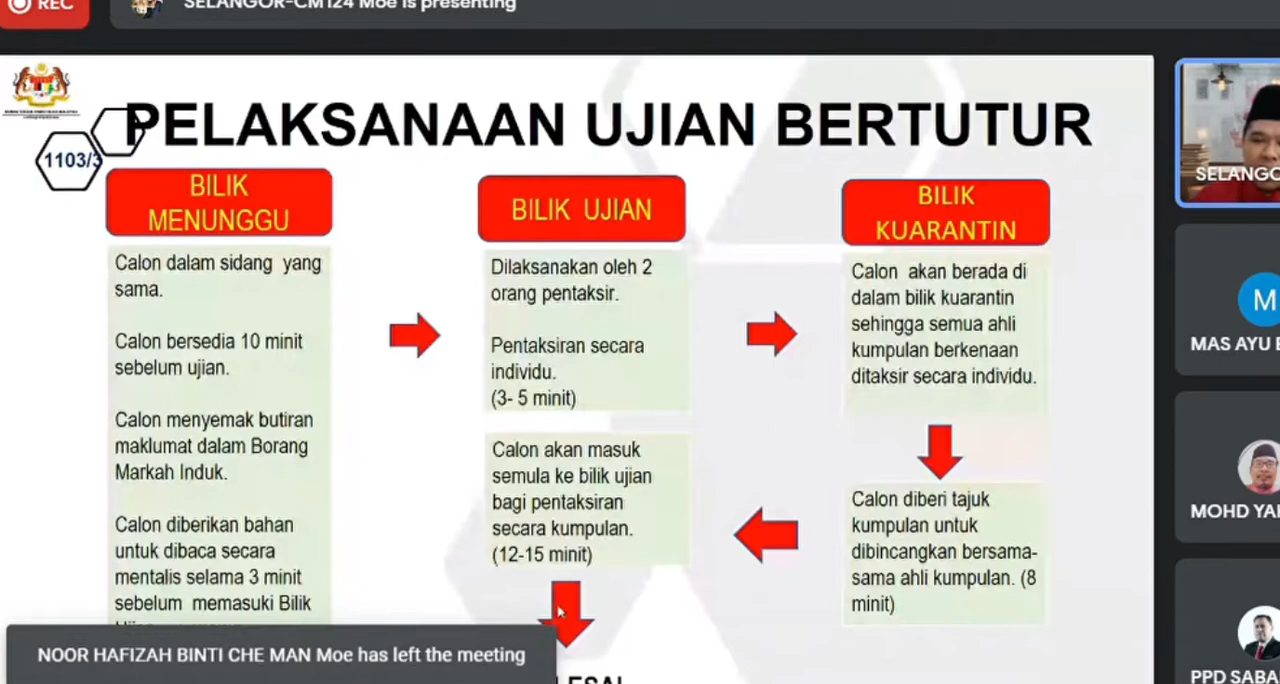 REC
SELANGOR-CM124 Moe is presenting
PELAKSANAAN UJIAN BERTUTUR
1103/3
BILIK
MENUNGGU
Calon dalam sidang yang
sama.
Calon bersedia 10 minit
sebelum ujian.
Calon menyemak butiran
maklumat dalam Borang
Markah Induk.
Calon diberikan bahan
untuk dibaca secara
mentalis selama 3 minit
sebelum memasuki Bilik
BILIK UJIAN
Dilaksanakan oleh 2
orang pentaksir.
Pentaksiran secara
individu.
(3- 5 minit)
BILIK
KUARANTIN
Calon akan berada di
dalam bilik kuarantin
sehingga semua ahli
kumpulan berkenaan
ditaksir secara individu.
Calon diberi tajuk
kumpulan untuk
dibincangkan bersama-
sama ahli kumpulan. (8
minit)
Calon akan masuk
semula ke bilik ujian
bagi pentaksiran
secara kumpulan.
(12-15 minit)
NOOR HAFIZAH BINTI CHE MAN Moe has left the meeting
SELANGO
M
MAS AYU
MOHD YA
PPD SABA